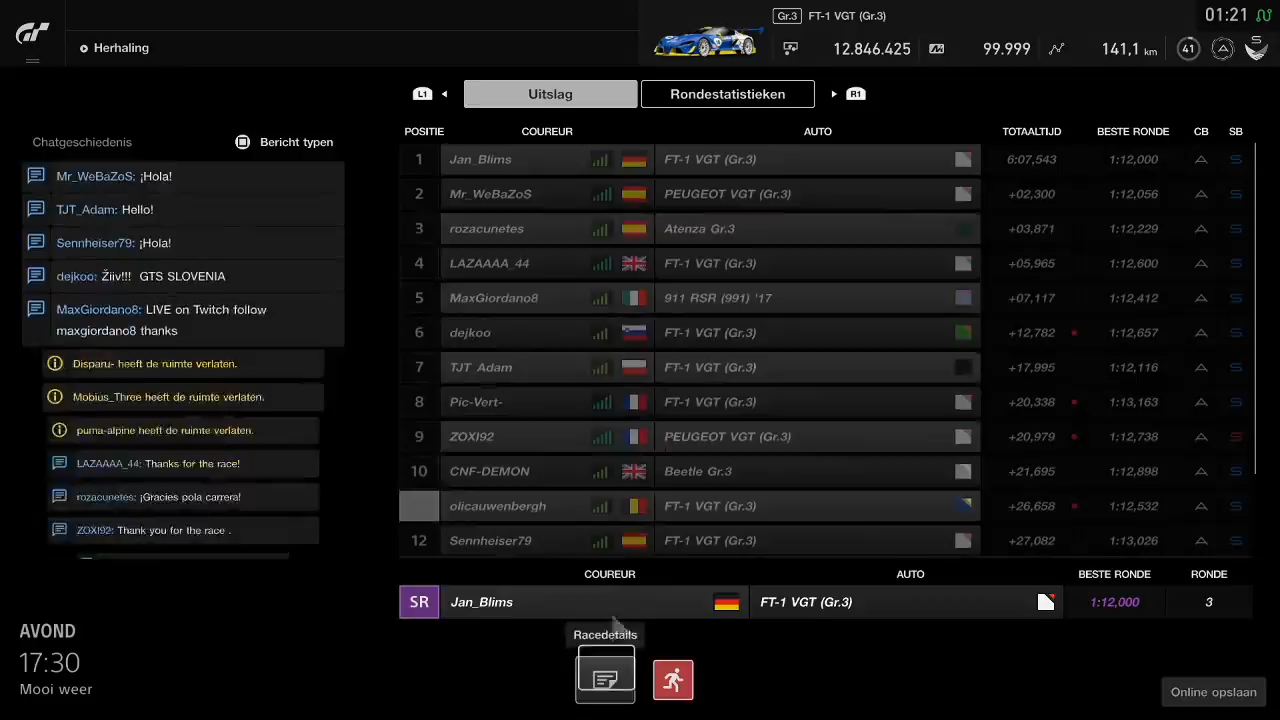 Gr.3 FT-1 VGT (Gr.3) 01:21
Herhaling 12.846.425 99.999 141,1 km 41 S
L1 Uitslag Rondestatistieken R1
POSITIE COUREUR AUTO TOTAALTIJD BESTE RONDE CB SB
Chatgeschiedenis Bericht typen
1 Jan_Blims FT-1 VGT (Gr.3) 6:07,543 1:12,000 A S
2 Mr_WeBaZoS PEUGEOT VGT (Gr.3) +02,300 1:12,056 A S
3 rozacunetes Atenza Gr.3 +03,871 1:12,229 A S
4 LAZAAAA_44 FT-1 VGT (Gr.3) +05,965 1:12,600 A S
5 MaxGiordano8 911 RSR (991) '17 +07,117 1:12,412 A S
6 dejkoo FT-1 VGT (Gr.3) +12,782 1:12,657 A S
7 TJT_Adam FT-1 VGT (Gr.3) +17,995 1:12,116 A S
8 Pic-Vert- FT-1 VGT (Gr.3) +20,338 1:13,163 A S
9 ZOXI92 PEUGEOT VGT (Gr.3) +20,979 1:12,738 A S
10 CNF-DEMON Beetle Gr.3 +21,695 1:12,898 A S
olicauwenbergh FT-1 VGT (Gr.3) +26,658 1:12,532 A S
12 Sennheiser79 FT-1 VGT (Gr.3) +27,082 1:13,026 A S
Mr_WeBaZoS: ¡Hola!
TJT_Adam: Hello!
Sennheiser79: ¡Hola!
dejkoo: Žiiv!!! GTS SLOVENIA
MaxGiordano8: LIVE on Twitch follow
maxgiordano8 thanks
Disparu- heeft de ruimte verlaten.
Mobius_Three heeft de ruimte verlaten.
puma-alpine heeft de ruimte verlaten.
LAZAAAA_44: Thanks for the race!
rozacunetes: ¡Gracies pola carrera!
ZOXI92: Thank you for the race .
COUREUR AUTO BESTE RONDE RONDE
SR Jan_Blims FT-1 VGT (Gr.3) 1:12,000 3
Racedetails
AVOND
17:30
Mooi weer
Online opslaan